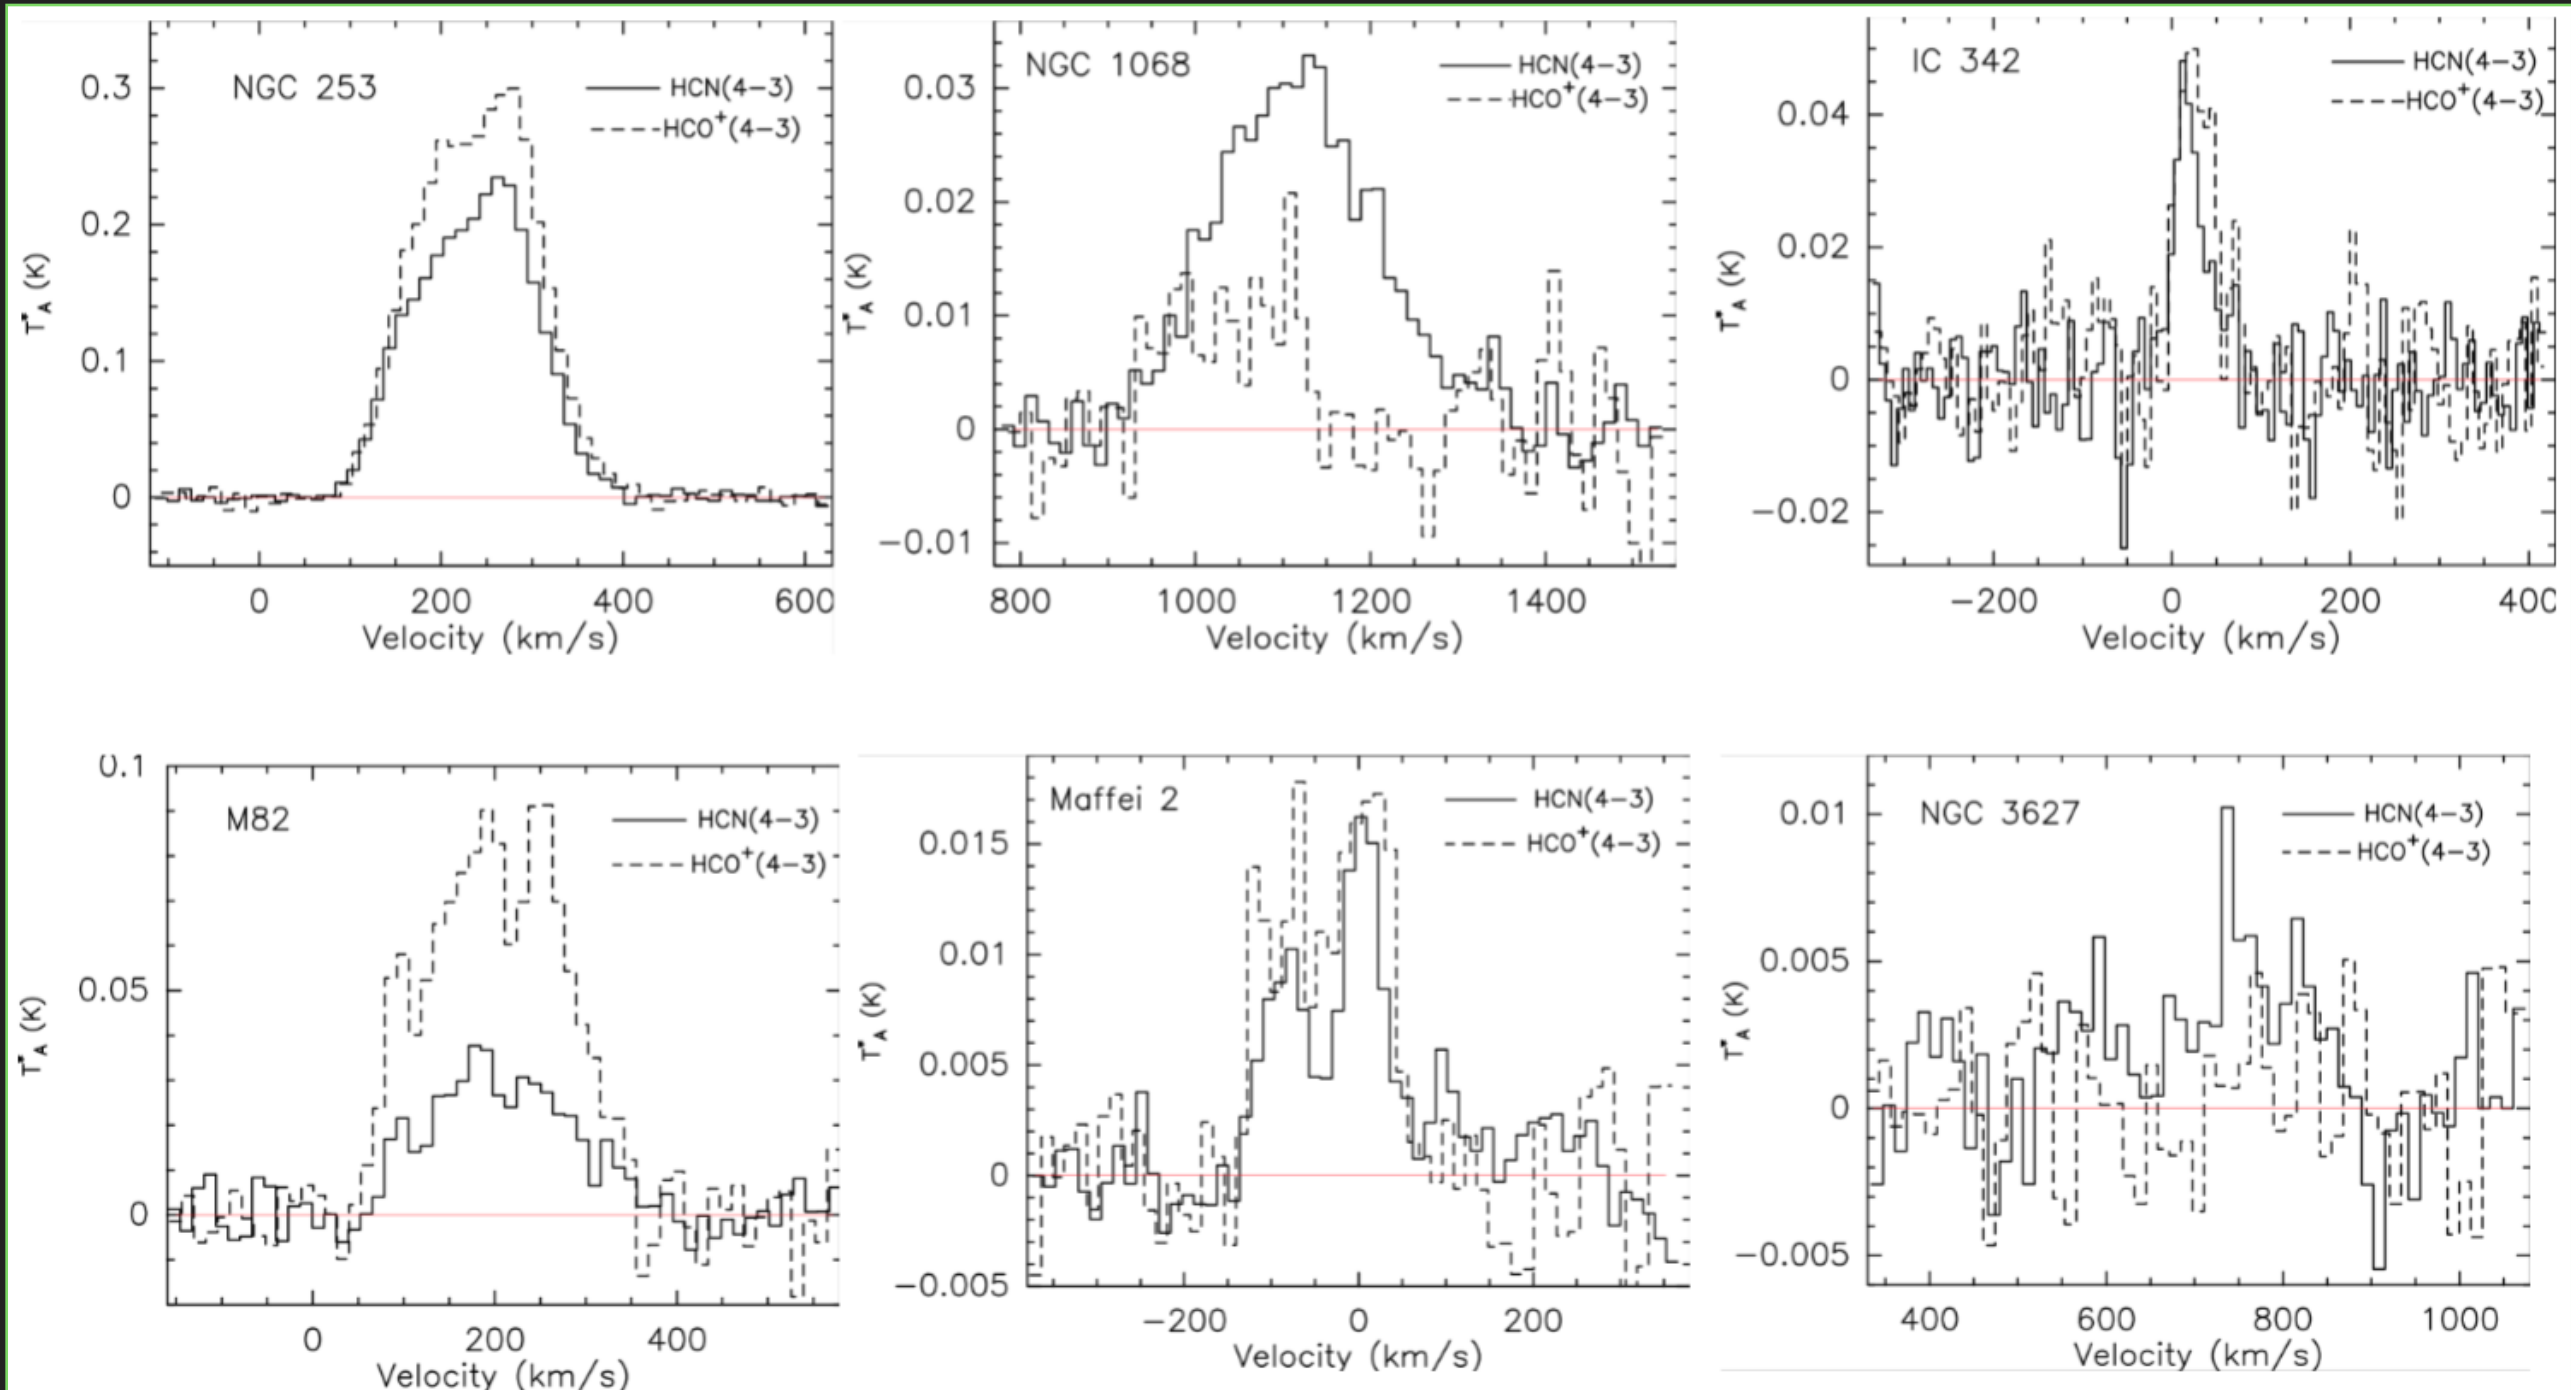 NGC 253
HCN(4−3)
HCO+(4−3)
0.3
0.2
0.1
0
T*A (K)
0 200 400 600
Velocity (km/s)
NGC 1068
HCN(4−3)
HCO+(4−3)
0.03
0.02
0.01
0
−0.01
T*A (K)
800 1000 1200 1400
Velocity (km/s)
IC 342
HCN(4−3)
HCO+(4−3)
0.04
0.02
0
−0.02
T*A (K)
−200 0 200 400
Velocity (km/s)
M82
HCN(4−3)
HCO+(4−3)
0.1
0.05
0
T*A (K)
0 200 400
Velocity (km/s)
Maffei 2
HCN(4−3)
HCO+(4−3)
0.015
0.01
0.005
0
−0.005
T*A (K)
−200 0 200
Velocity (km/s)
NGC 3627
HCN(4−3)
HCO+(4−3)
0.01
0.005
0
−0.005
T*A (K)
400 600 800 1000
Velocity (km/s)